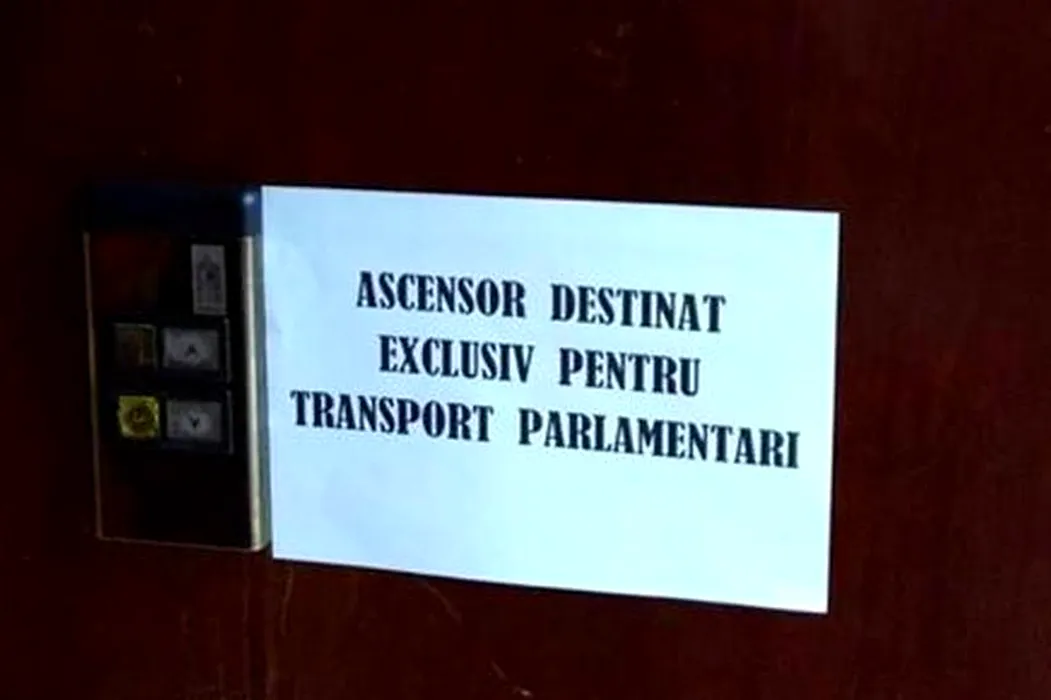 ASCENSOR DESTINAT
EXCLUSIV PENTRU
TRANSPORT PARLAMENTARI